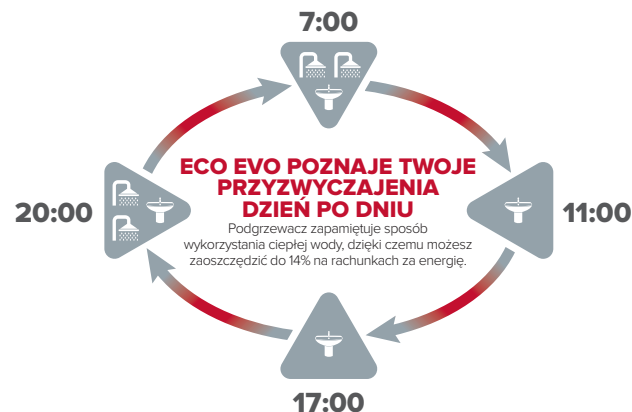 7:00
ECO EVO POZNAJE TWOJE
PRZYZWYCZAJENIA
DZIEŃ PO DNIU
Podgrzewacz zapamiętuje sposób
wykorzystania ciepłej wody, dzięki czemu możesz
zaoszczędzić do 14% na rachunkach za energię.
20:00
11:00
17:00